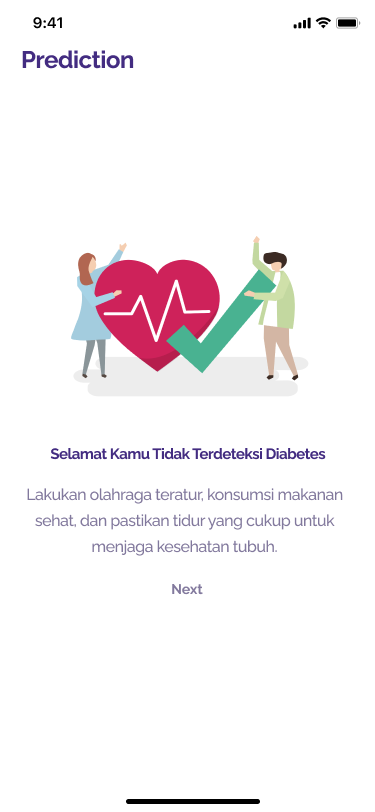 9:41
Prediction
Selamat Kamu Tidak Terdeteksi Diabetes
Lakukan olahraga teratur, konsumsi makanan
sehat, dan pastikan tidur yang cukup untuk
menjaga kesehatan tubuh.
Next